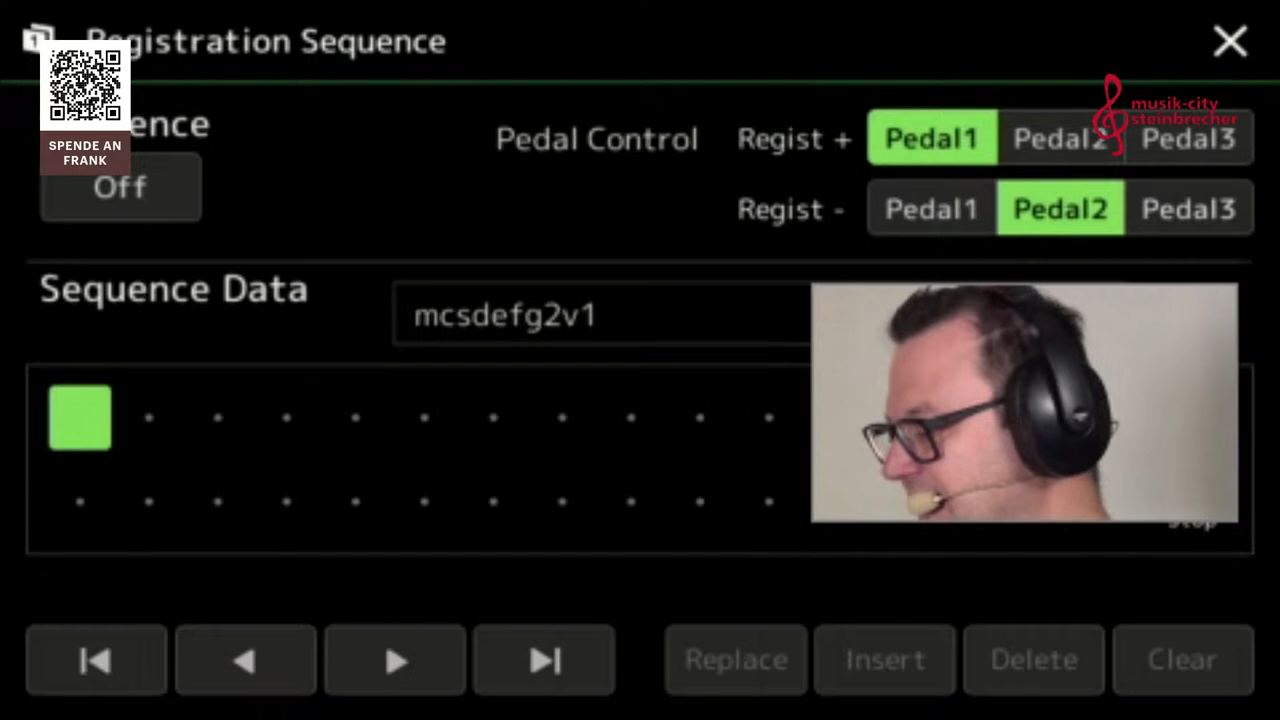 Registration Sequence
SPENDE AN
FRANK
ence
Off
Pedal Control
Regist + Pedal1 Pedal2 Pedal3
Regist - Pedal1 Pedal2 Pedal3
musik-city
steinbrecher
Sequence Data
mcsdefg2v1
Stop
Replace Insert Delete Clear